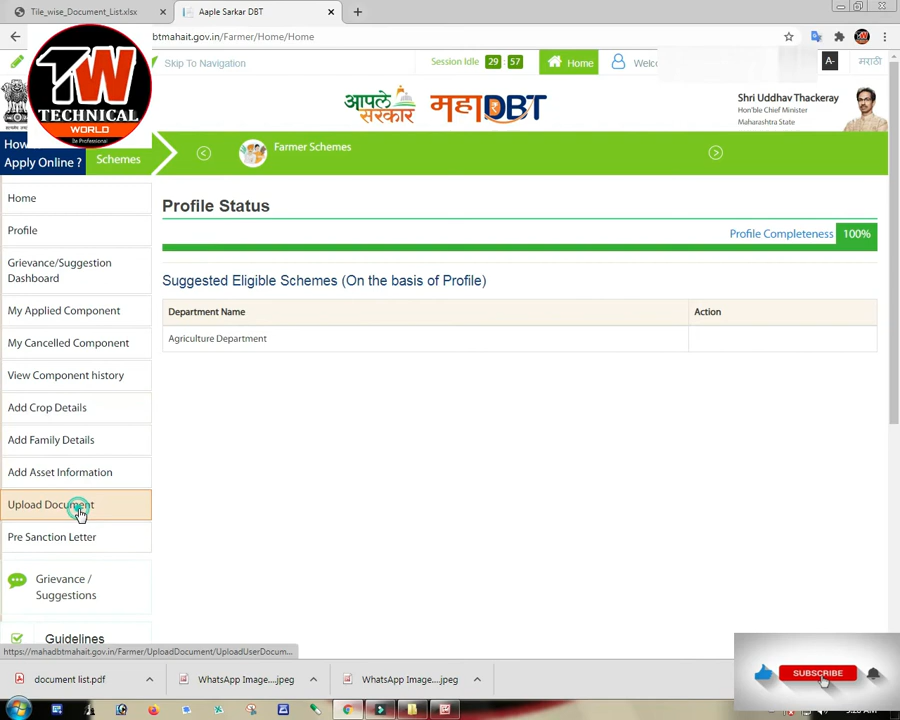 Tile_wise_Document_List.xlsx
Aaple Sarkar DBT
btmahait.gov.in/Farmer/Home/Home
Skip To Navigation
Session Idle 29 : 57
Home
Welco
A-
मराठी
TW
TECHNICAL
WORLD
Be Professional
आपले
सरकार
महाDBT
Shri Uddhav Thackeray
Hon'ble Chief Minister
Maharashtra State
How
Apply Online ?
Schemes
Farmer Schemes
Home
Profile
Grievance/Suggestion
Dashboard
My Applied Component
My Cancelled Component
View Component history
Add Crop Details
Add Family Details
Add Asset Information
Upload Document
Pre Sanction Letter
Grievance /
Suggestions
Guidelines
Profile Status
Profile Completeness 100%
Suggested Eligible Schemes (On the basis of Profile)
Department Name
Action
Agriculture Department
https://mahadbtmahait.gov.in/Farmer/UploadDocument/UploadUserDocum...
document list.pdf
WhatsApp Image....jpeg
WhatsApp Image....jpeg
SUBSCRIBE